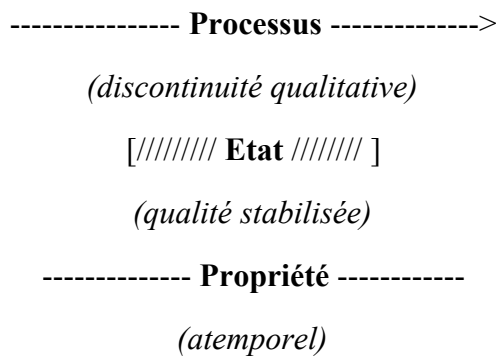 ---------------- Processus -------------->
(discontinuité qualitative)
[///////// Etat //////// ]
(qualité stabilisée)
-------------- Propriété ------------
(atemporel)